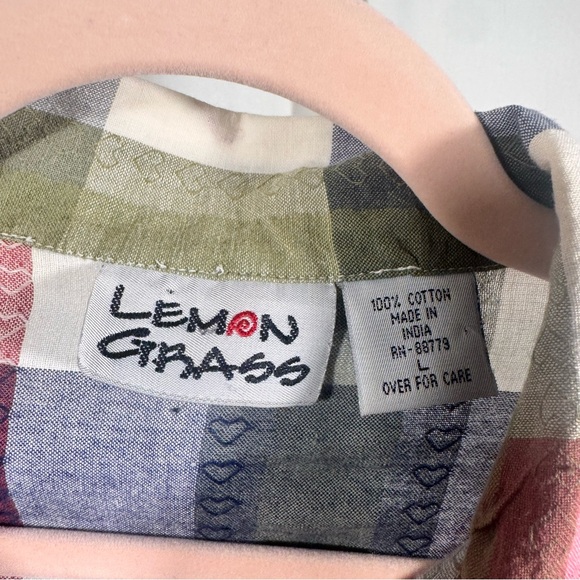 LEMON
GRASS
100% COTTON
MADE IN
INDIA
RN-88779
L
OVER FOR CARE